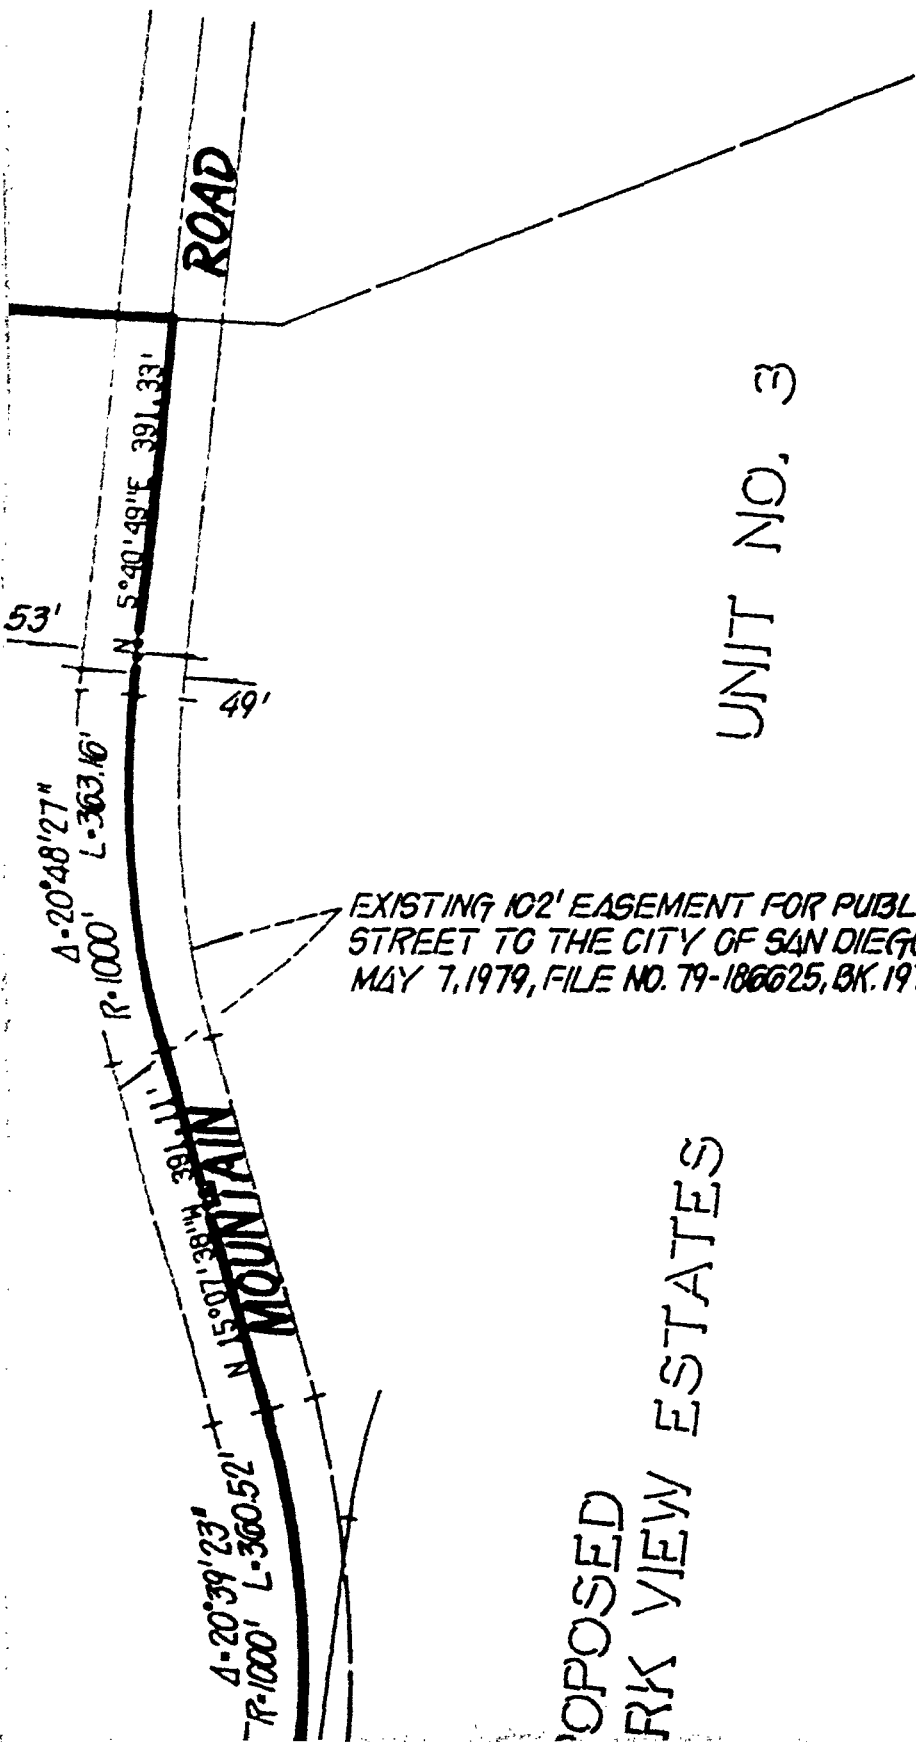 ROAD
N 5°40'49"E 391.33'
53'
49'
Δ=20°48'27"
R=1000' L=363.16'
EXISTING 102' EASEMENT FOR PUBL
STREET TO THE CITY OF SAN DIEGO
MAY 7, 1979, FILE NO. 79-186625, BK. 197
N 15°07'38"W 391.11'
MOUNTAIN
Δ=20°39'23"
R=1000' L=360.52'
UNIT NO. 3
OPOSED
RK VIEW ESTATES